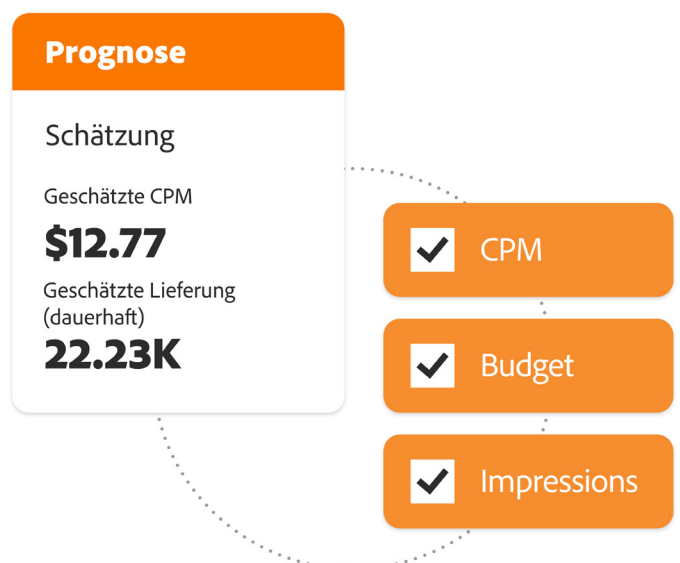 Prognose
Schätzung
Geschätzte CPM
$12.77
Geschätzte Lieferung
(dauerhaft)
22.23K
CPM
Budget
Impressions